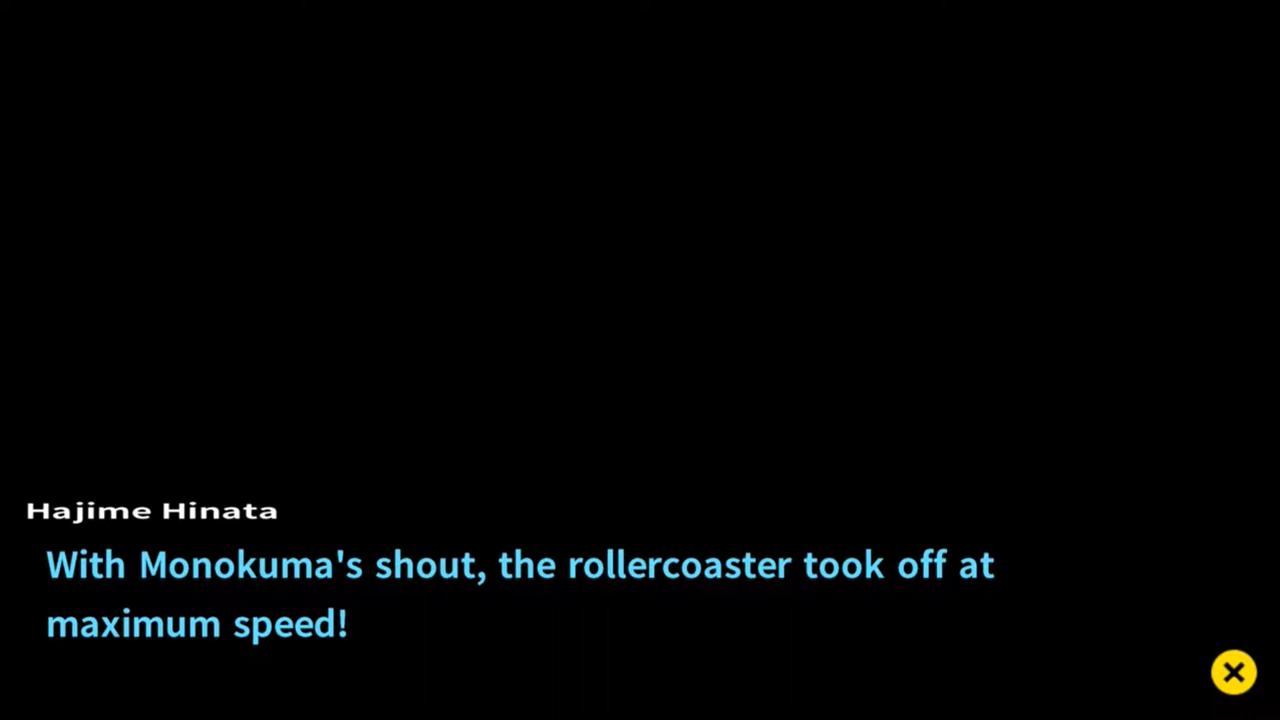 Hajime Hinata
With Monokuma's shout, the rollercoaster took off at
maximum speed!